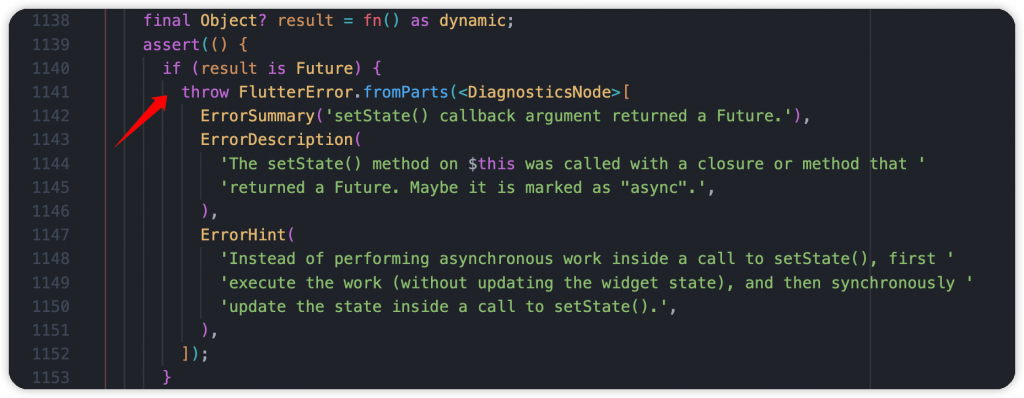 1138 final Object? result = fn() as dynamic;
1139 assert(() {
1140 if (result is Future) {
1141 throw FlutterError.fromParts(<DiagnosticsNode>[
1142 ErrorSummary('setState() callback argument returned a Future.'),
1143 ErrorDescription(
1144 'The setState() method on $this was called with a closure or method that '
1145 'returned a Future. Maybe it is marked as "async".',
1146 ),
1147 ErrorHint(
1148 'Instead of performing asynchronous work inside a call to setState(), first '
1149 'execute the work (without updating the widget state), and then synchronously '
1150 'update the state inside a call to setState().',
1151 ),
1152 ]);
1153 }